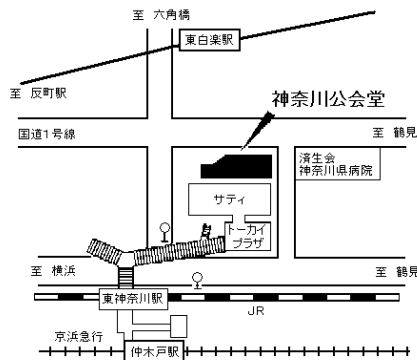 至 六角橋
東白楽駅
至 反町駅
神奈川公会堂
国道1号線
至 鶴見
済生会
神奈川県病院
サティ
トーカイ
プラザ
至 横浜
至 鶴見
東神奈川駅
JR
京浜急行
仲木戸駅